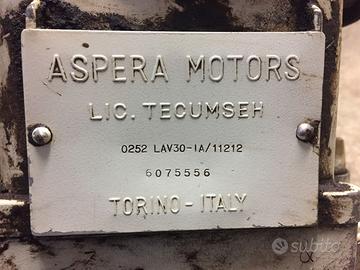 ASPERA MOTORS
LIC. TECUMSEH
0252 LAV30-IA/11212
6075556
TORINO-ITALY
subito